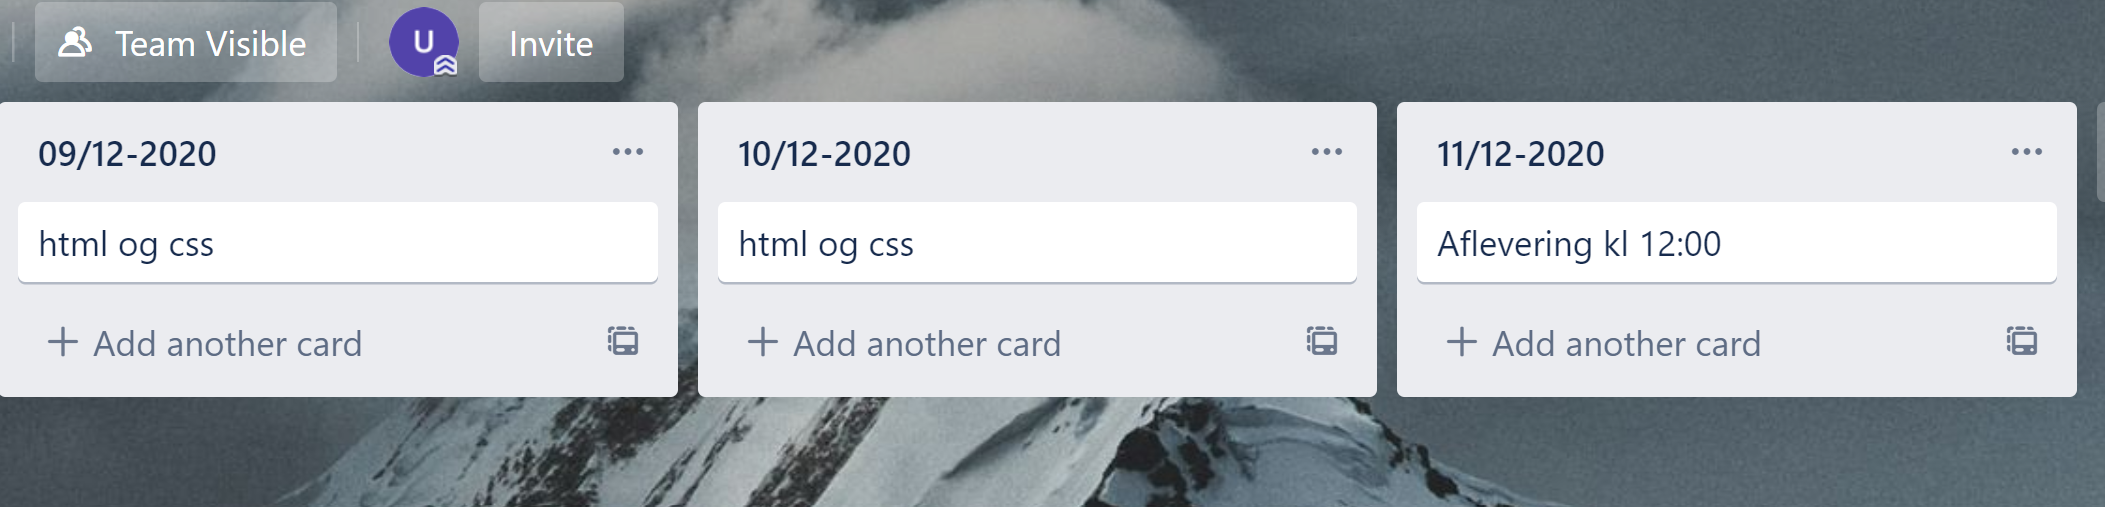 Team Visible
U
Invite
09/12-2020
html og css
Add another card
10/12-2020
html og css
Add another card
11/12-2020
Aflevering kl 12:00
Add another card